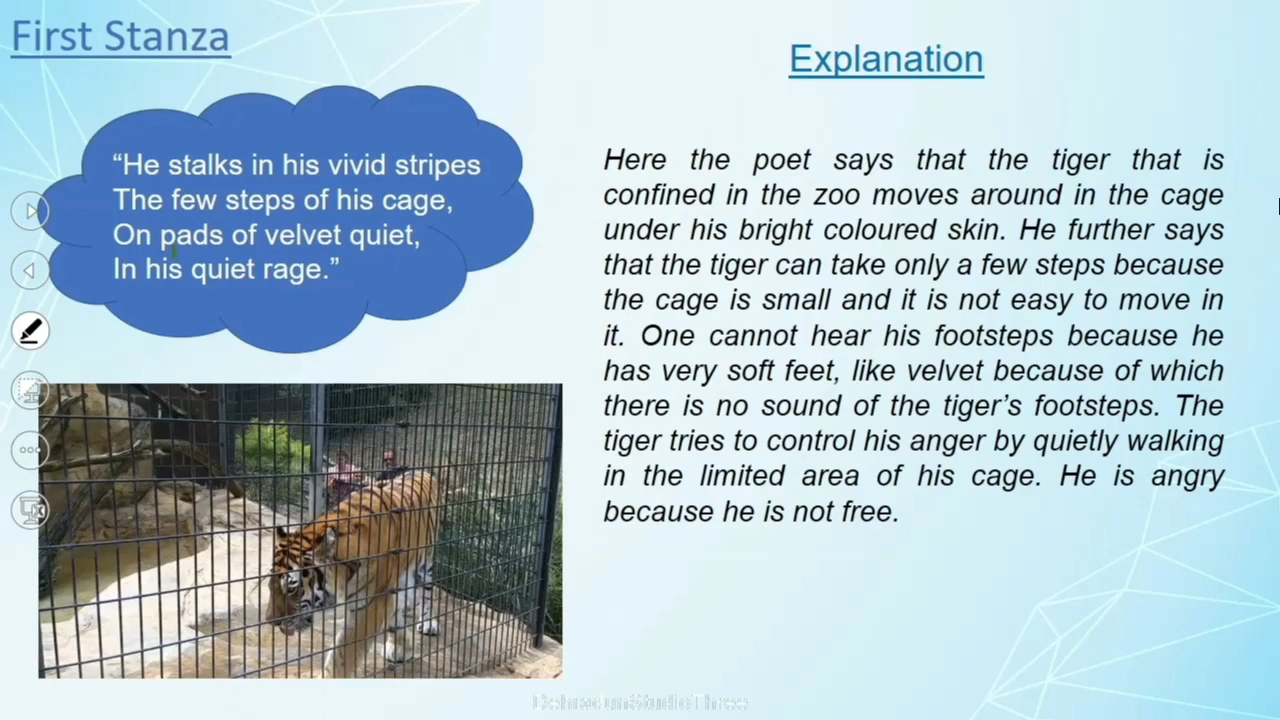 First Stanza
“He stalks in his vivid stripes
The few steps of his cage,
On pads of velvet quiet,
In his quiet rage.”
Explanation
Here the poet says that the tiger that is
confined in the zoo moves around in the cage
under his bright coloured skin. He further says
that the tiger can take only a few steps because
the cage is small and it is not easy to move in
it. One cannot hear his footsteps because he
has very soft feet, like velvet because of which
there is no sound of the tiger’s footsteps. The
tiger tries to control his anger by quietly walking
in the limited area of his cage. He is angry
because he is not free.
DehradunStudioThree